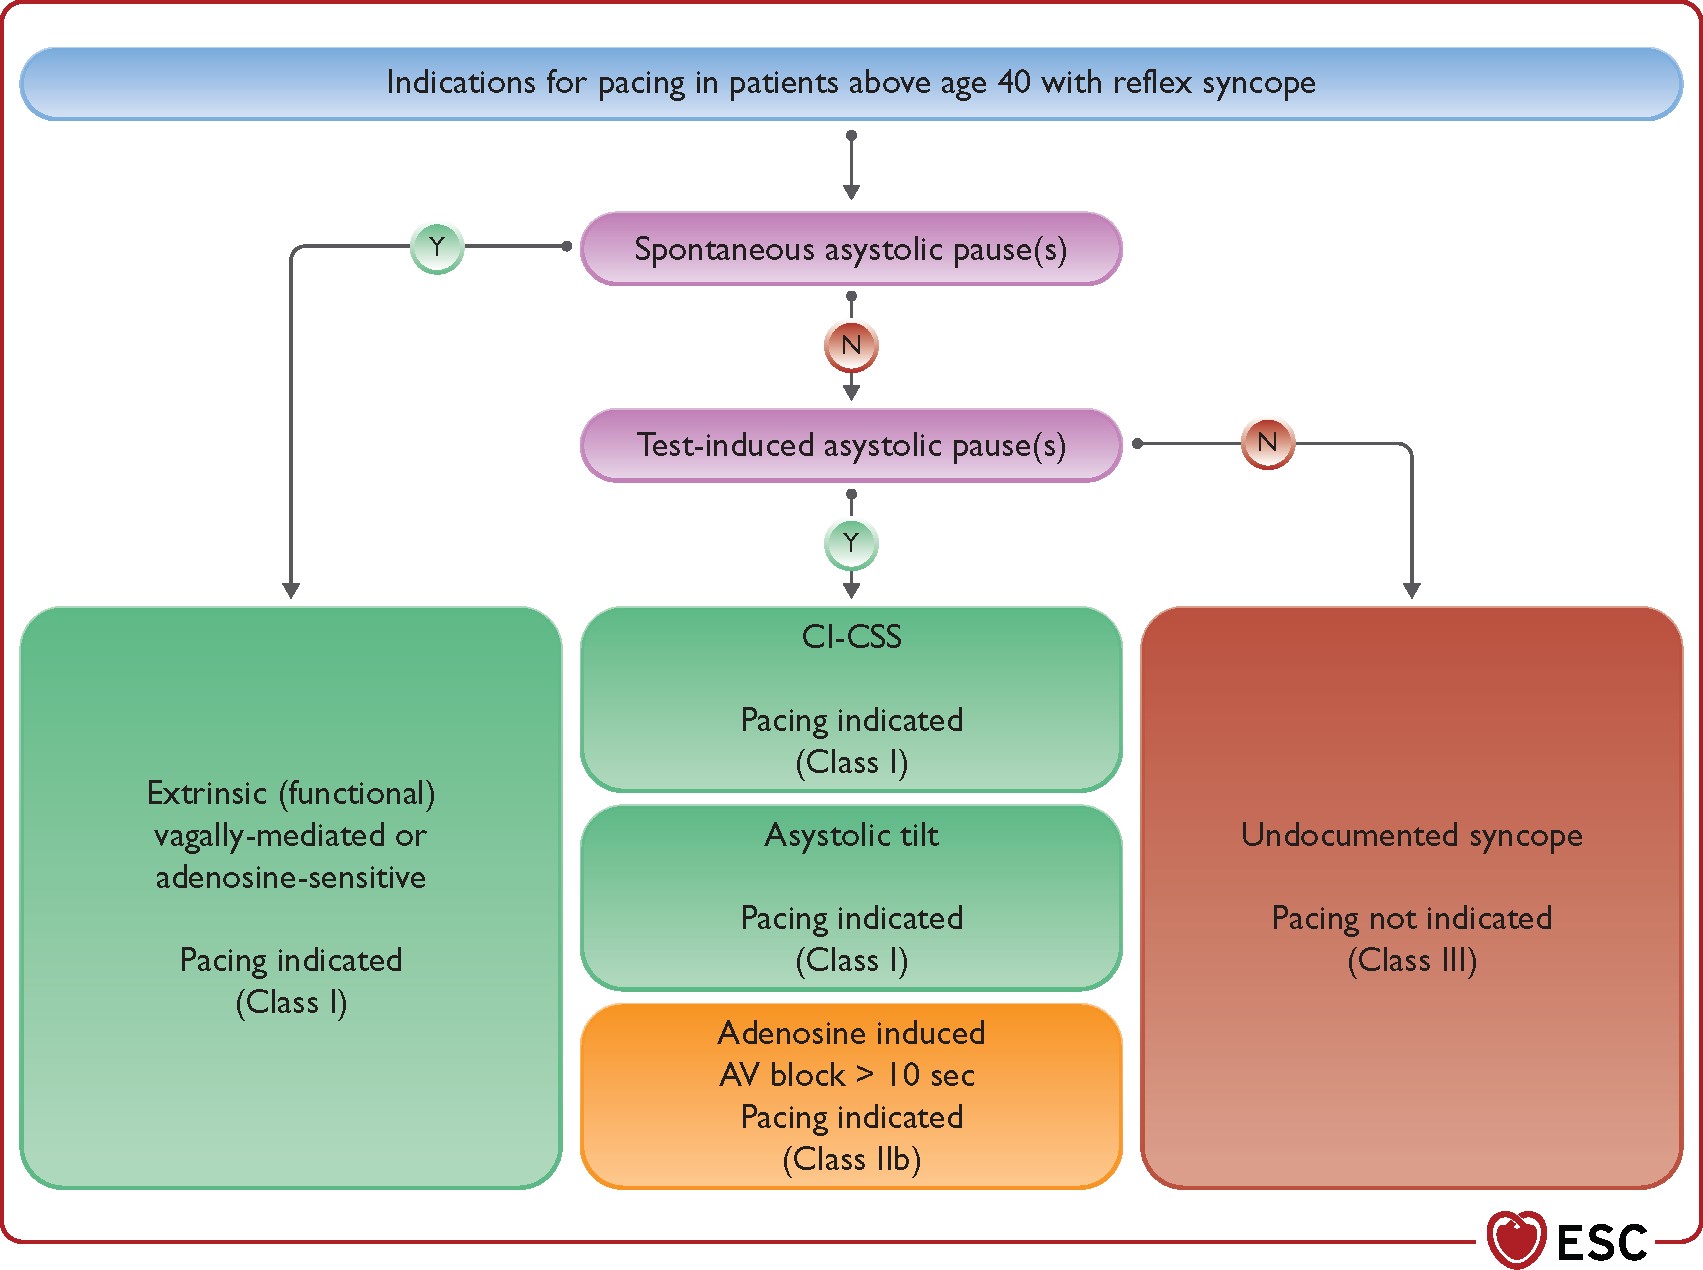 Indications for pacing in patients above age 40 with reflex syncope
Spontaneous asystolic pause(s)
Y
N
Test-induced asystolic pause(s)
N
Y
Extrinsic (functional)
vagally-mediated or
adenosine-sensitive
Pacing indicated
(Class I)
CI-CSS
Pacing indicated
(Class I)
Asystolic tilt
Pacing indicated
(Class I)
Adenosine induced
AV block > 10 sec
Pacing indicated
(Class IIb)
Undocumented syncope
Pacing not indicated
(Class III)
ESC